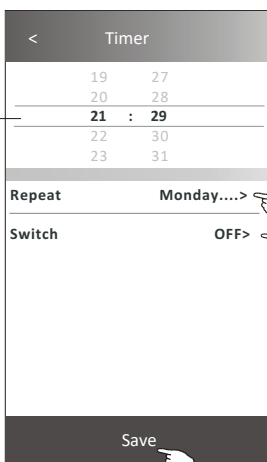 < Timer
19 27
20 28
21 : 29
22 30
23 31
Repeat Monday....>
Switch OFF>
Save